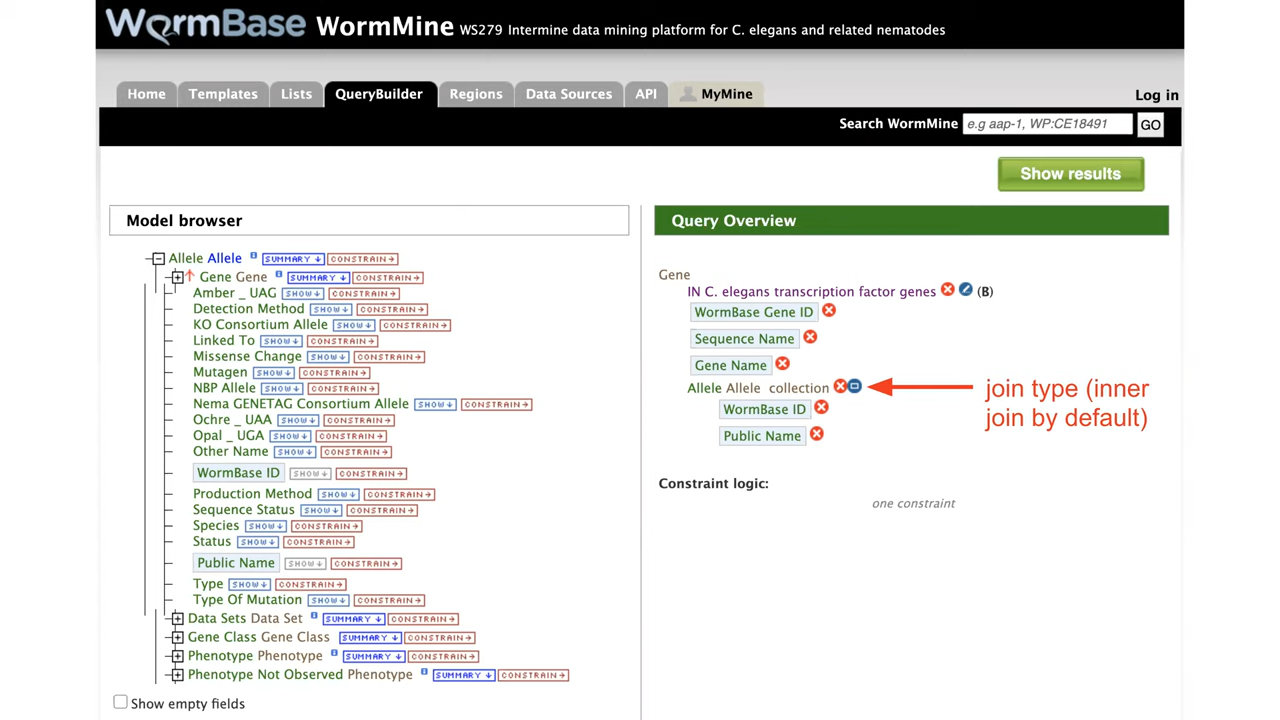 WormBase WormMine WS279 Intermine data mining platform for C. elegans and related nematodes
Home Templates Lists QueryBuilder Regions Data Sources API MyMine
Log in
Search WormMine e.g aap-1, WP:CE18491 GO
Show results
Model browser
Allele Allele i SUMMARY ↓ CONSTRAIN →
Gene Gene i SUMMARY ↓ CONSTRAIN →
Amber _ UAG SHOW ↓ CONSTRAIN →
Detection Method SHOW ↓ CONSTRAIN →
KO Consortium Allele SHOW ↓ CONSTRAIN →
Linked To SHOW ↓ CONSTRAIN →
Missense Change SHOW ↓ CONSTRAIN →
Mutagen SHOW ↓ CONSTRAIN →
NBP Allele SHOW ↓ CONSTRAIN →
Nema GENETAG Consortium Allele SHOW ↓ CONSTRAIN →
Ochre _ UAA SHOW ↓ CONSTRAIN →
Opal _ UGA SHOW ↓ CONSTRAIN →
Other Name SHOW ↓ CONSTRAIN →
WormBase ID SHOW ↓ CONSTRAIN →
Production Method SHOW ↓ CONSTRAIN →
Sequence Status SHOW ↓ CONSTRAIN →
Species SHOW ↓ CONSTRAIN →
Status SHOW ↓ CONSTRAIN →
Public Name SHOW ↓ CONSTRAIN →
Type SHOW ↓ CONSTRAIN →
Type Of Mutation SHOW ↓ CONSTRAIN →
Data Sets Data Set i SUMMARY ↓ CONSTRAIN →
Gene Class Gene Class SUMMARY ↓ CONSTRAIN →
Phenotype Phenotype i SUMMARY ↓ CONSTRAIN →
Phenotype Not Observed Phenotype i SUMMARY ↓ CONSTRAIN →
Show empty fields
Query Overview
Gene
IN C. elegans transcription factor genes (B)
WormBase Gene ID
Sequence Name
Gene Name
Allele Allele collection
WormBase ID
Public Name
join type (inner
join by default)
Constraint logic:
one constraint